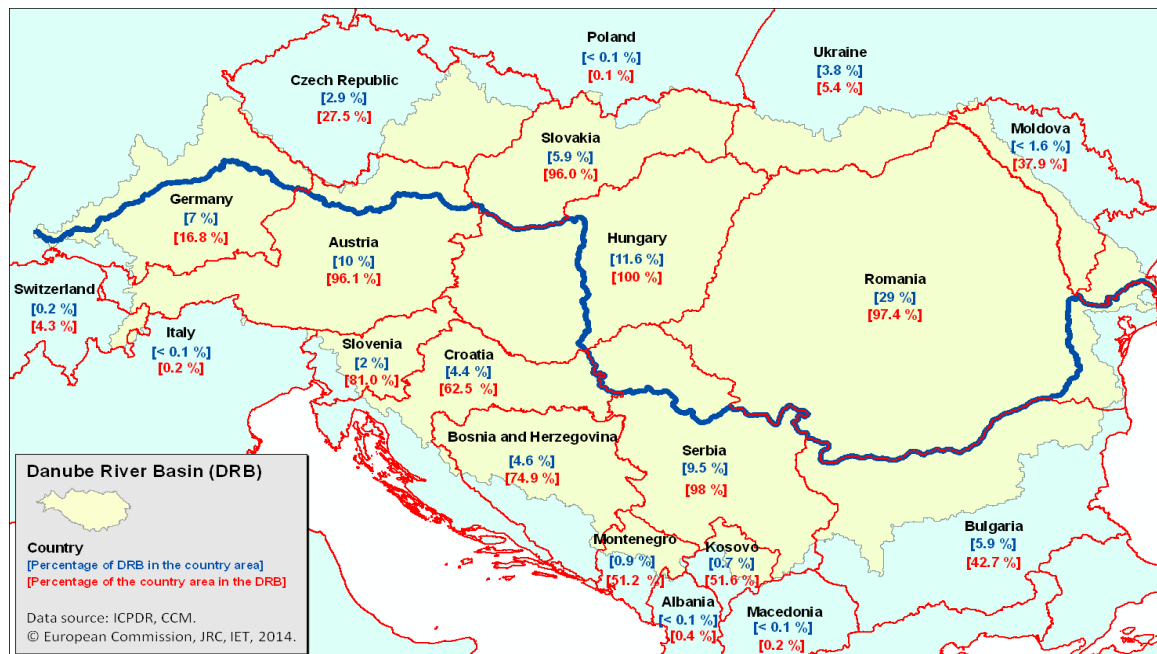 Poland
[< 0.1 %]
[0.1 %]
Ukraine
[3.8 %]
[5.4 %]
Czech Republic
[2.9 %]
[27.5 %]
Slovakia
[5.9 %]
[96.0 %]
Moldova
[< 1.6 %]
[37.9 %]
Germany
[7 %]
[16.8 %]
Austria
[10 %]
[96.1 %]
Hungary
[11.6 %]
[100 %]
Romania
[29 %]
[97.4 %]
Switzerland
[0.2 %]
[4.3 %]
Italy
[< 0.1 %]
[0.2 %]
Slovenia
[2 %]
[81.0 %]
Croatia
[4.4 %]
[62.5 %]
Bosnia and Herzegovina
[4.6 %]
[74.9 %]
Serbia
[9.5 %]
[98 %]
Montenegro
[0.9 %]
[51.2 %]
Kosovo
[0.7 %]
[51.6 %]
Bulgaria
[5.9 %]
[42.7 %]
Albania
[< 0.1 %]
[0.4 %]
Macedonia
[< 0.1 %]
[0.2 %]
Danube River Basin (DRB)
Country
[Percentage of DRB in the country area]
[Percentage of the country area in the DRB]
Data source: ICPDR, CCM.
© European Commission, JRC, IET, 2014.